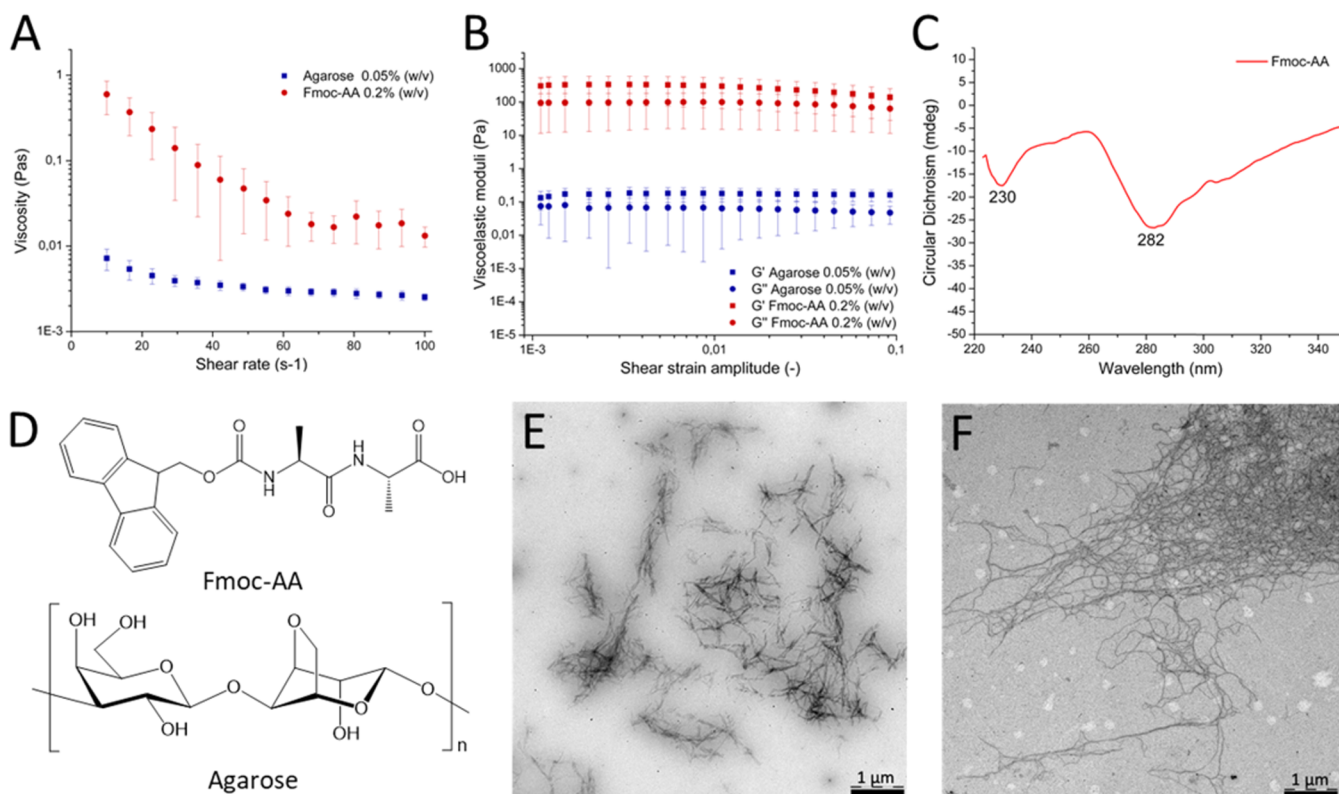 A
Agarose 0.05% (w/v)
Fmoc-AA 0.2% (w/v)
1
0,1
0,01
1E-3
0 20 40 60 80 100
Viscosity (Pas)
Shear rate (s-1)
B
1000
100
10
1
0,1
0,01
1E-3
1E-4
1E-5
G' Agarose 0.05% (w/v)
G'' Agarose 0.05% (w/v)
G' Fmoc-AA 0.2% (w/v)
G'' Fmoc-AA 0.2% (w/v)
1E-3 0,01 0,1
Viscoelastic moduli (Pa)
Shear strain amplitude (-)
C
Fmoc-AA
15
10
5
0
-5
-10
-15
-20
-25
-30
-35
-40
-45
-50
230
282
220 240 260 280 300 320 340
Circular Dichroism (mdeg)
Wavelength (nm)
D
O
O
O
N
H
O
H
N
OH
Fmoc-AA
OH
OH
O
OH
O
O
O
OH
O
n
Agarose
E
1 µm
F
1 µm